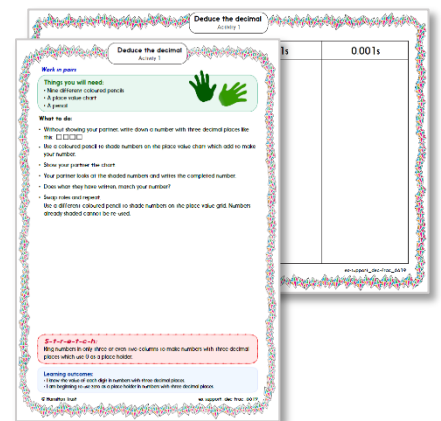 Deduce the decimal
Activity 1
1s
0.001s
ex-support_dec-frac_6619
Deduce the decimal
Activity 1
Work in pairs
Things you will need:
• Nine different coloured pencils
• A place value chart
• A pencil
What to do:
• Without showing your partner, write down a number with three decimal places like
this: □.□□□
• Use a coloured pencil to shade numbers on the place value chart which add to make
your number.
• Show your partner the chart.
• Your partner looks at the shaded numbers and writes the completed number.
• Does what they have written match your number?
• Swap roles and repeat.
Use a different coloured pencil to shade numbers on the place value grid. Numbers
already shaded cannot be re-used.
S-t-r-e-t-c-h:
Ring numbers in only three or even two columns to make numbers with three decimal
places which use 0 as a place holder.
Learning outcomes:
• I know the value of each digit in numbers with three decimal places.
• I am beginning to use zero as a place holder in numbers with three decimal places.
© Hamilton Trust
ex-support_dec-frac_6619